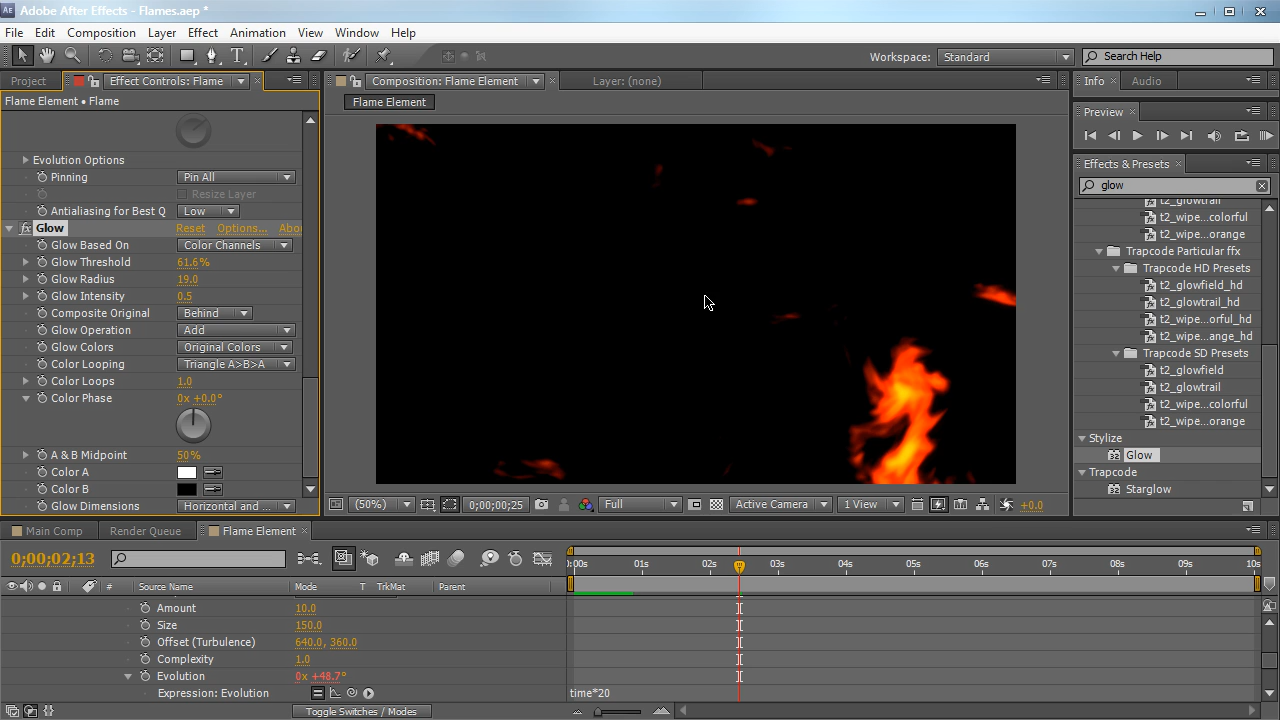 Adobe After Effects - Flames.aep *
File Edit Composition Layer Effect Animation View Window Help
Workspace: Standard Search Help
Project Effect Controls: Flame Composition: Flame Element Layer: (none) Info Audio
Flame Element • Flame
Flame Element
Preview
Effects & Presets
glow
Evolution Options
Pinning Pin All
Resize Layer
Antialiasing for Best Q Low
Glow Reset Options... Abo
Glow Based On Color Channels
Glow Threshold 61.6%
Glow Radius 19.0
Glow Intensity 0.5
Composite Original Behind
Glow Operation Add
Glow Colors Original Colors
Color Looping Triangle A>B>A
Color Loops 1.0
Color Phase 0x +0.0°
A & B Midpoint 50%
Color A
Color B
Glow Dimensions Horizontal and ...
t2_glowtrail
t2_wipe...colorful
t2_wipe...orange
Trapcode Particular ffx
Trapcode HD Presets
t2_glowfield_hd
t2_glowtrail_hd
t2_wip...orful_hd
t2_wip...ange_hd
Trapcode SD Presets
t2_glowfield
t2_glowtrail
t2_wipe...colorful
t2_wipe...orange
Stylize
Glow
Trapcode
Starglow
(50%) 0;00;00;25 Full Active Camera 1 View +0.0
Main Comp Render Queue Flame Element
0;00;02;13
0:00s 01s 02s 03s 04s 05s 06s 07s 08s 09s 10s
# Source Name Mode T TrkMat Parent
Amount 10.0
Size 150.0
Offset (Turbulence) 640.0, 360.0
Complexity 1.0
Evolution 0x +48.7°
Expression: Evolution time*20
Toggle Switches / Modes